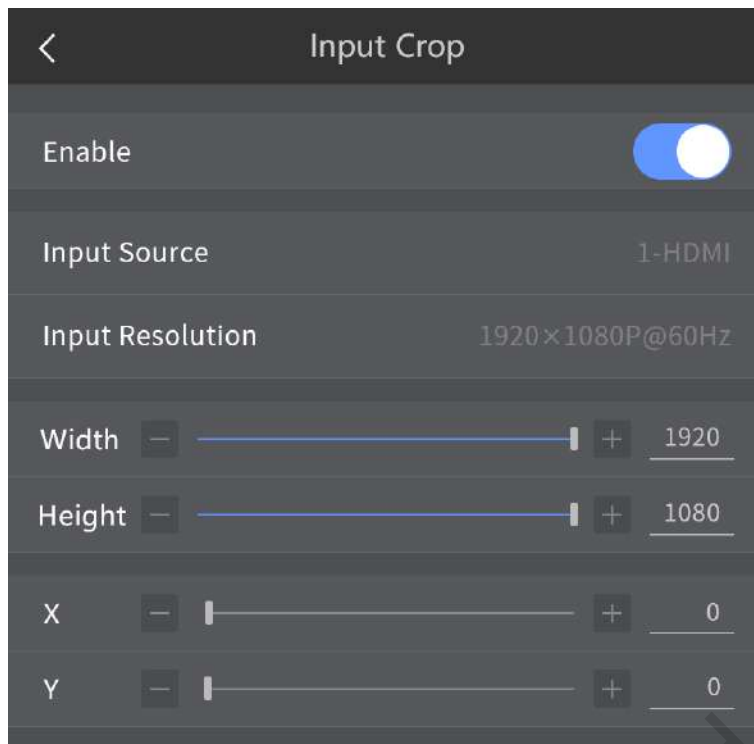 Input Crop
Enable
Input Source 1-HDMI
Input Resolution 1920×1080P@60Hz
Width − + 1920
Height − + 1080
X − + 0
Y − + 0